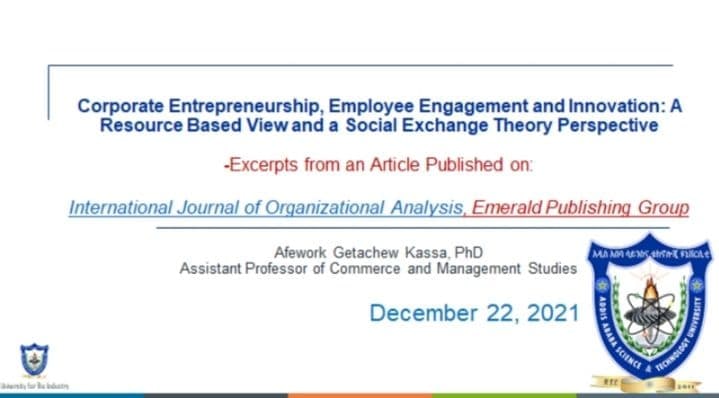 Corporate Entrepreneurship, Employee Engagement and Innovation: A
Resource Based View and a Social Exchange Theory Perspective
-Excerpts from an Article Published on:
International Journal of Organizational Analysis, Emerald Publishing Group
Afework Getachew Kassa, PhD
Assistant Professor of Commerce and Management Studies
December 22, 2021
ADDIS ABABA SCIENCE & TECHNOLOGY UNIVERSITY
2011
University for the Industry